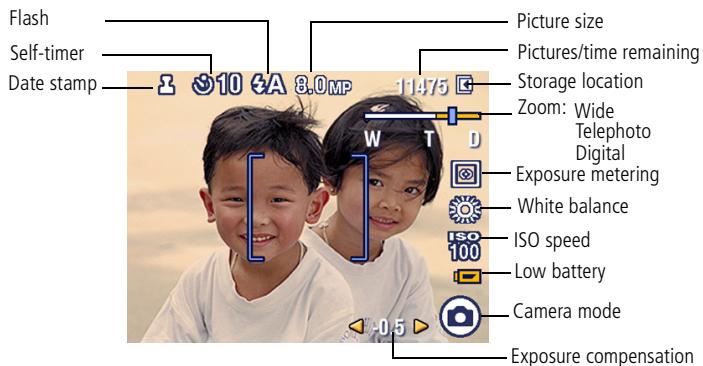 Flash
Self-timer
Date stamp
Picture size
Pictures/time remaining
Storage location
Zoom: Wide
Telephoto
Digital
Exposure metering
White balance
ISO speed
Low battery
Camera mode
Exposure compensation
10 ϟA 8.0MP 11475
W T D
ISO
100
-0.5